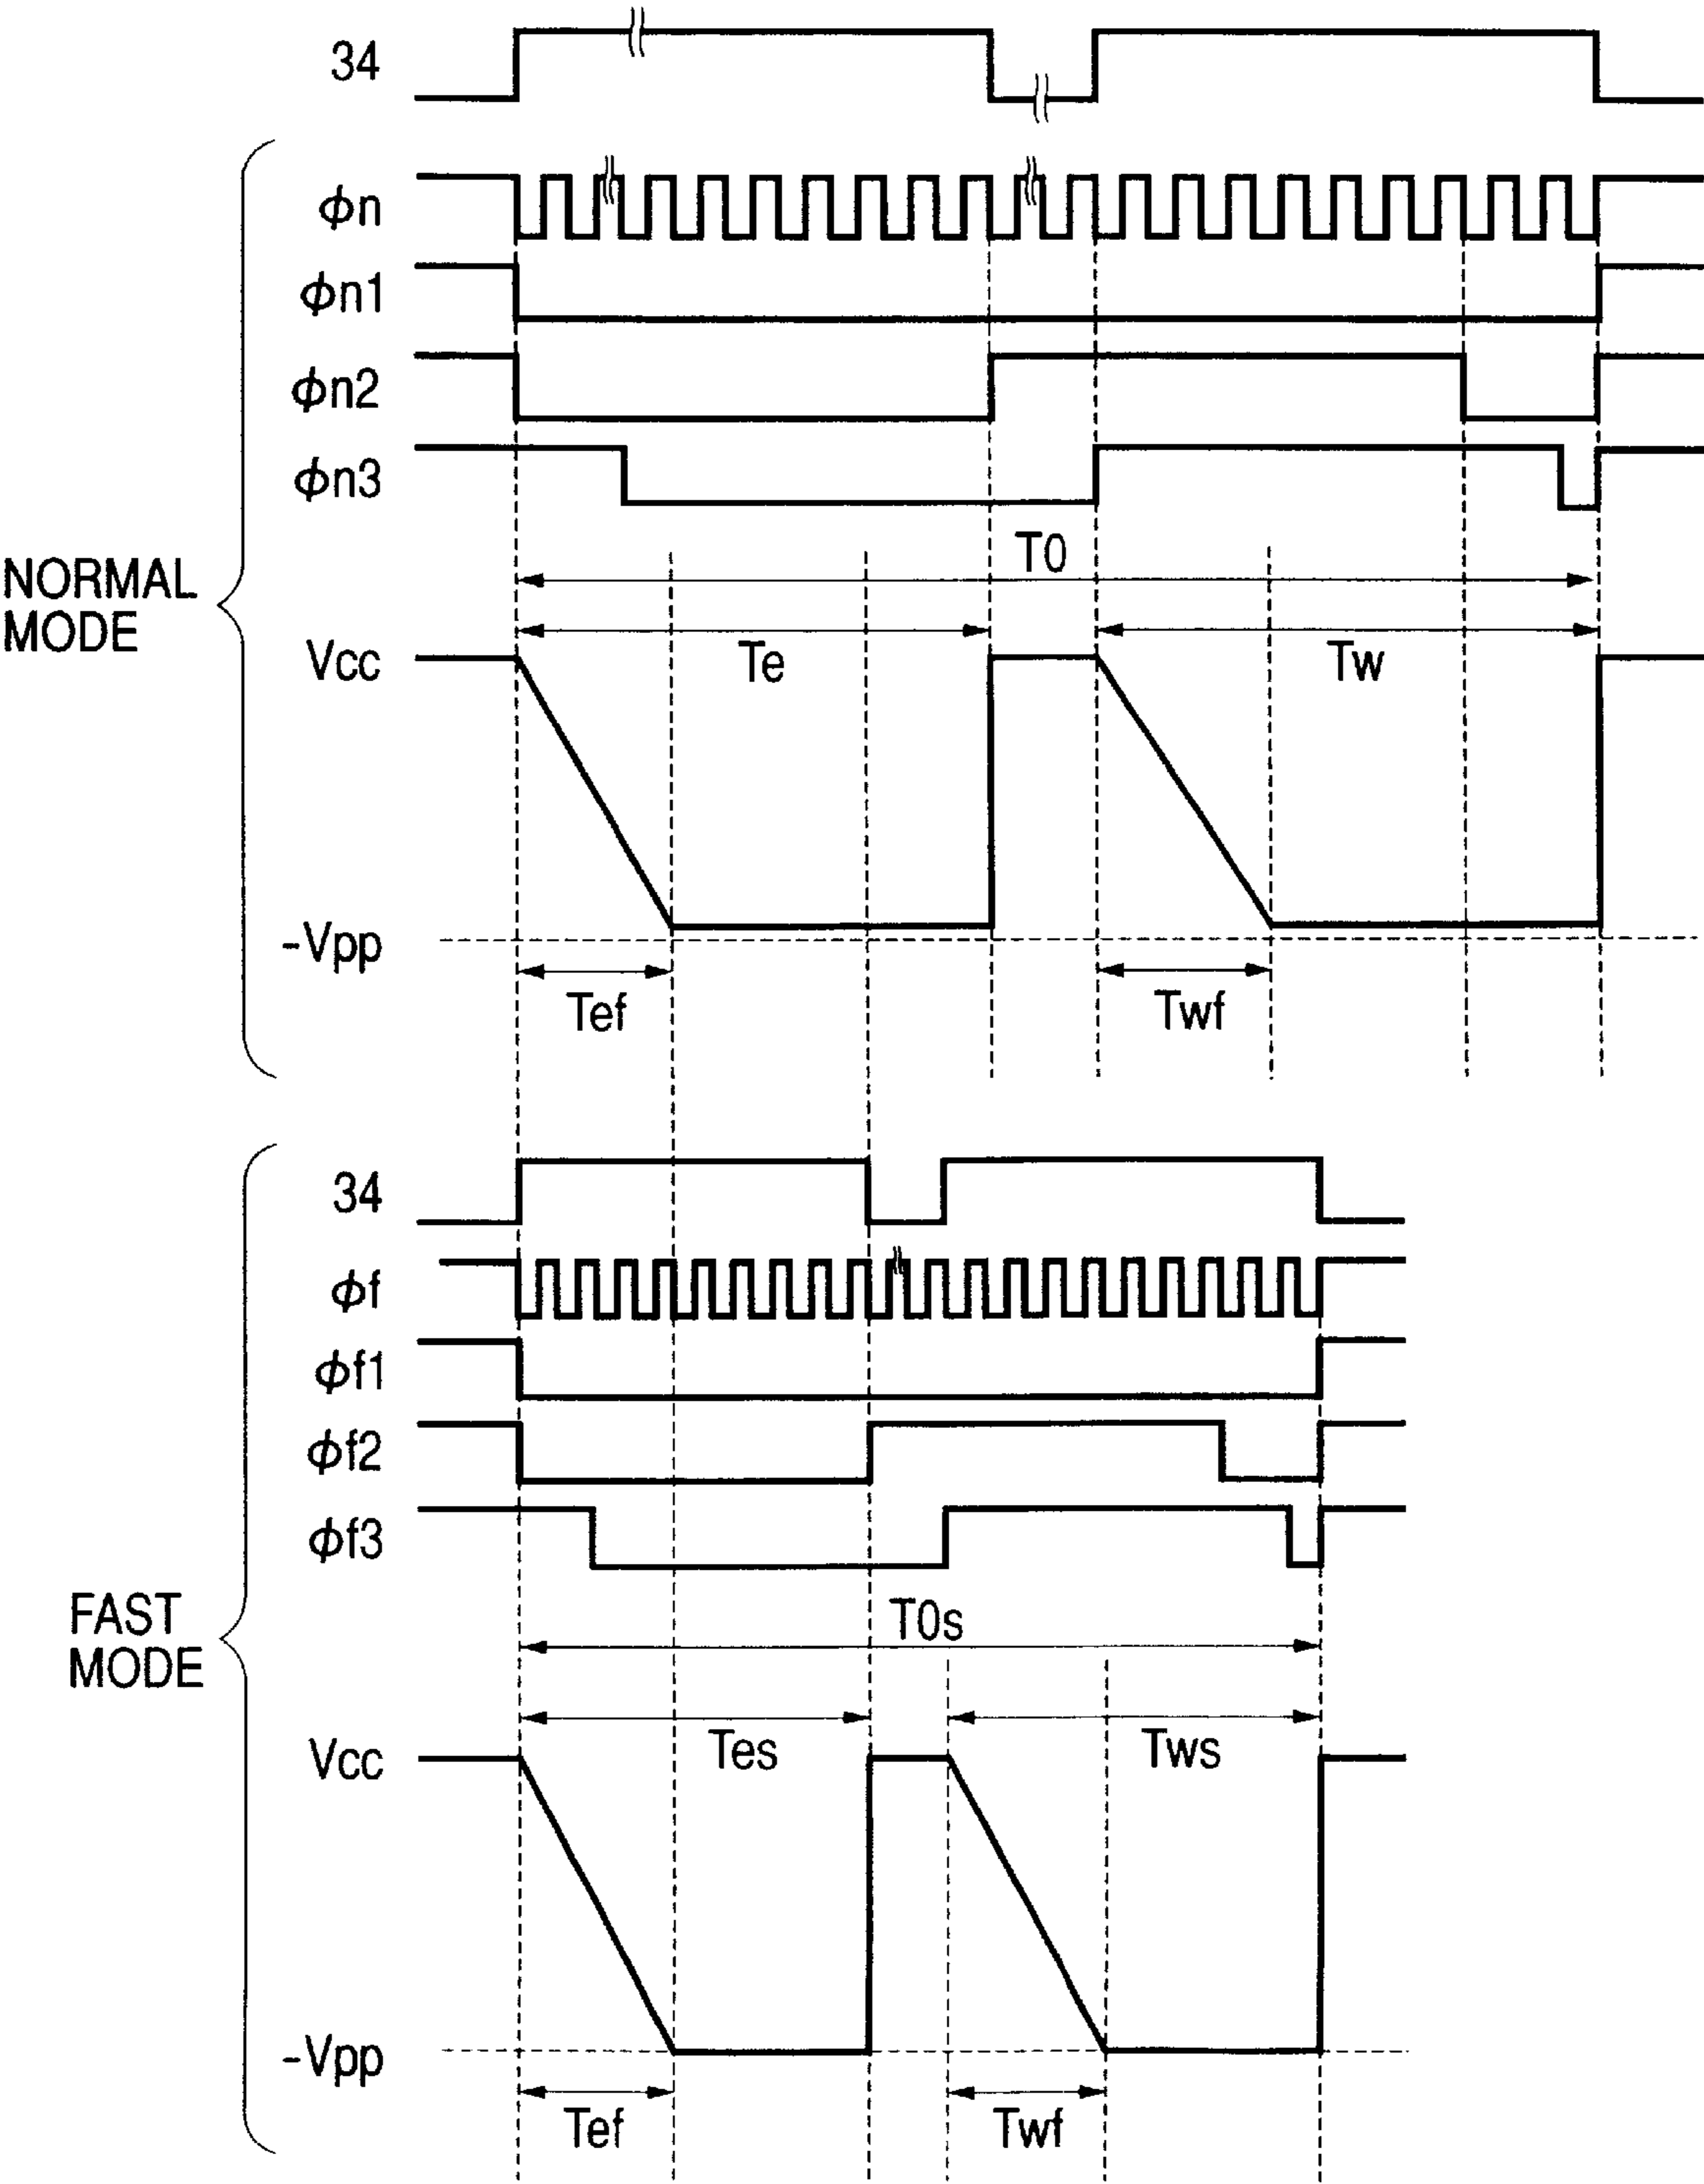 34
ϕn
ϕn1
ϕn2
ϕn3
NORMAL
MODE
T0
Te
Tw
Vcc
-Vpp
Tef
Twf
34
ϕf
ϕf1
ϕf2
ϕf3
FAST
MODE
T0s
Tes
Tws
Vcc
-Vpp
Tef
Twf